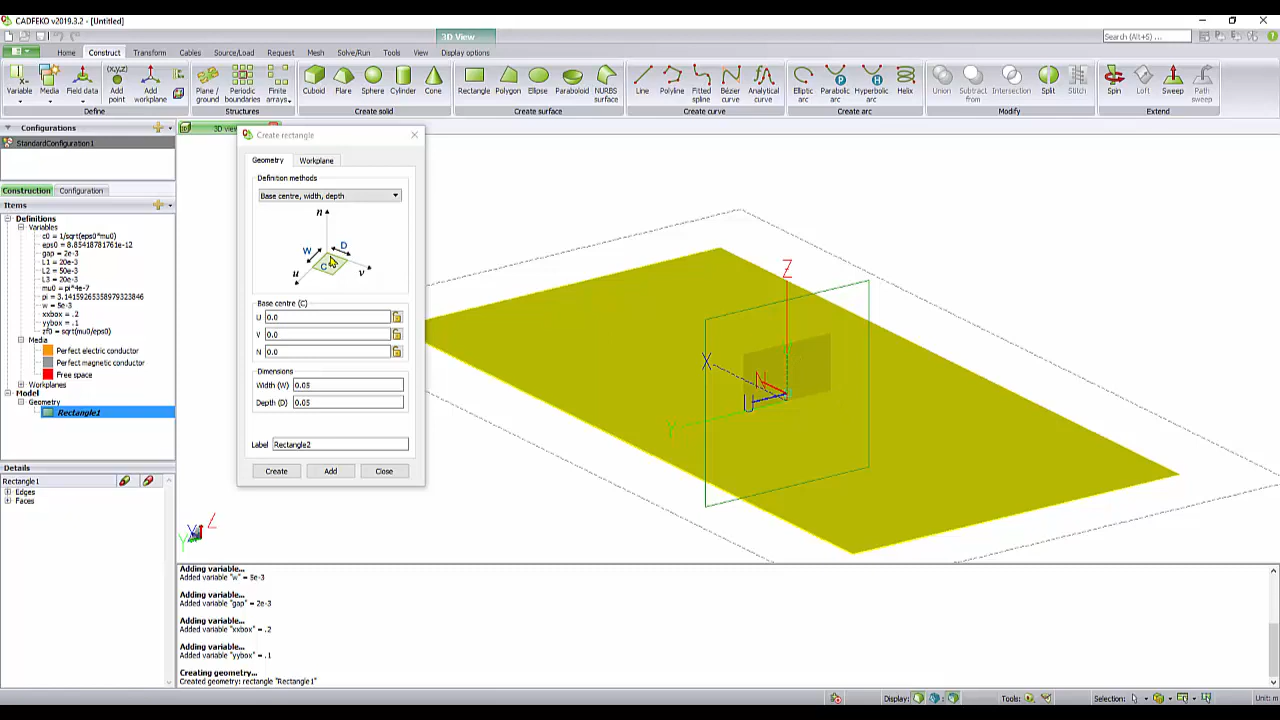 CADFEKO v2019.3.2 - [Untitled]
3D View
Search (Alt+S) ...
Home Construct Transform Cables Source/Load Request Mesh Solve/Run Tools View Display options
Variable Media Field data Add point Add workplane
Plane / ground Periodic boundaries Finite arrays
Cuboid Flare Sphere Cylinder Cone
Rectangle Polygon Ellipse Paraboloid NURBS surface
Line Polyline Fitted spline Bézier curve Analytical curve
Elliptic arc Parabolic arc Hyperbolic arc Helix
Union Subtract from Intersection Split Stitch
Spin Loft Sweep Path sweep
Define Structures Create solid Create surface Create curve Create arc Modify Extend
Configurations
StandardConfiguration1
Construction Configuration
Items
Definitions
Variables
c0 = 1/sqrt(eps0*mu0)
eps0 = 8.85418781761e-12
gap = 2e-3
L1 = 20e-3
L2 = 50e-3
L3 = 20e-3
mu0 = pi*4e-7
pi = 3.14159265358979323846
w = 5e-3
xxbox = .2
yybox = .1
zf0 = sqrt(mu0/eps0)
Media
Perfect electric conductor
Perfect magnetic conductor
Free space
Workplanes
Model
Geometry
Rectangle1
Details
Rectangle1
Edges
Faces
3D view
Create rectangle
Geometry Workplane
Definition methods
Base centre, width, depth
n
W D
C
u v
Base centre (C)
U 0.0
V 0.0
N 0.0
Dimensions
Width (W) 0.05
Depth (D) 0.05
Label Rectangle2
Create Add Close
Z
X
N
U
Y
Z
Y
Adding variable...
Added variable "w" = 5e-3
Adding variable...
Added variable "gap" = 2e-3
Adding variable...
Added variable "xxbox" = .2
Adding variable...
Added variable "yybox" = .1
Creating geometry...
Created geometry: rectangle "Rectangle1"
Display: Tools: Selection: Unit: m